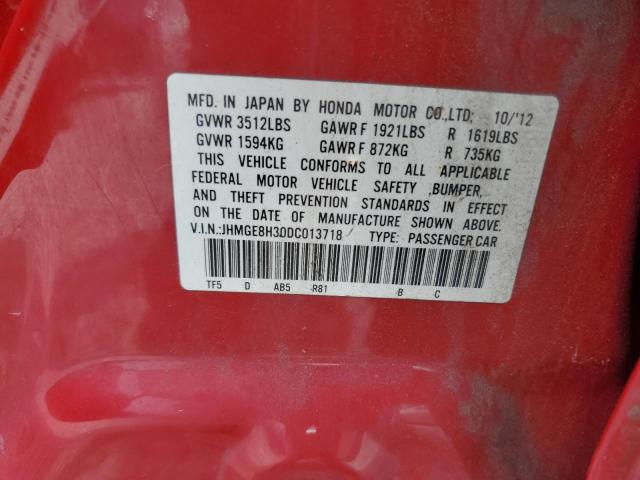 MFD. IN JAPAN BY HONDA MOTOR CO.,LTD; 10/'12
GVWR 3512LBS GAWR F 1921LBS R 1619LBS
GVWR 1594KG GAWR F 872KG R 735KG
THIS VEHICLE CONFORMS TO ALL APPLICABLE
FEDERAL MOTOR VEHICLE SAFETY ,BUMPER,
AND THEFT PREVENTION STANDARDS IN EFFECT
ON THE DATE OF MANUFACTURE SHOWN ABOVE.
V.I.N.:JHMGE8H30DC013718 TYPE: PASSENGER CAR
TF5 D AB5 R81 B C